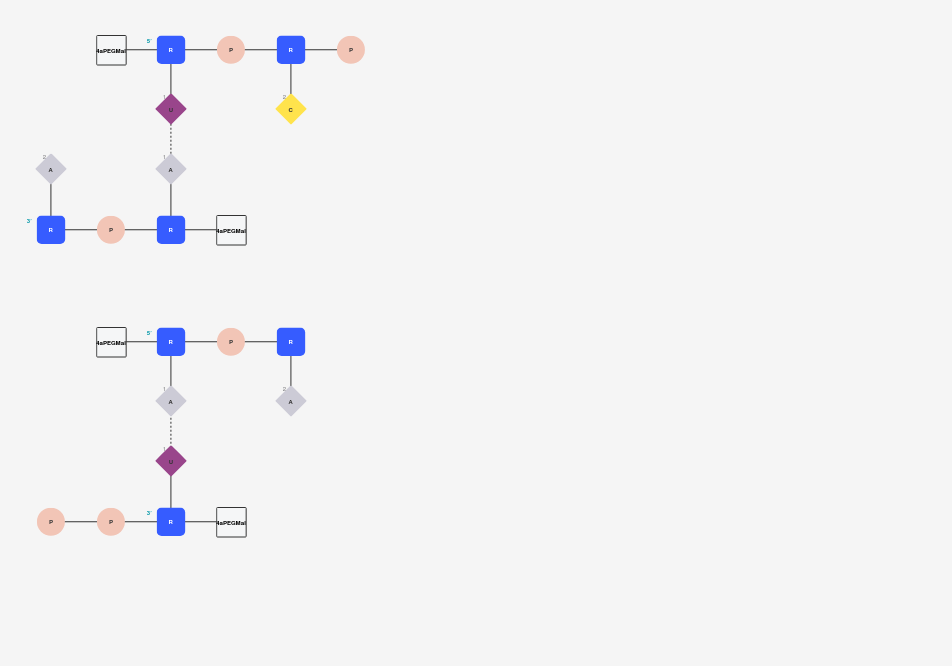 5'
4aPEGMal R P R P
1 2
U C
2 1
A A
3'
R P R 4aPEGMal
5'
4aPEGMal R P R
1 2
A A
1
U
3'
P P R 4aPEGMal